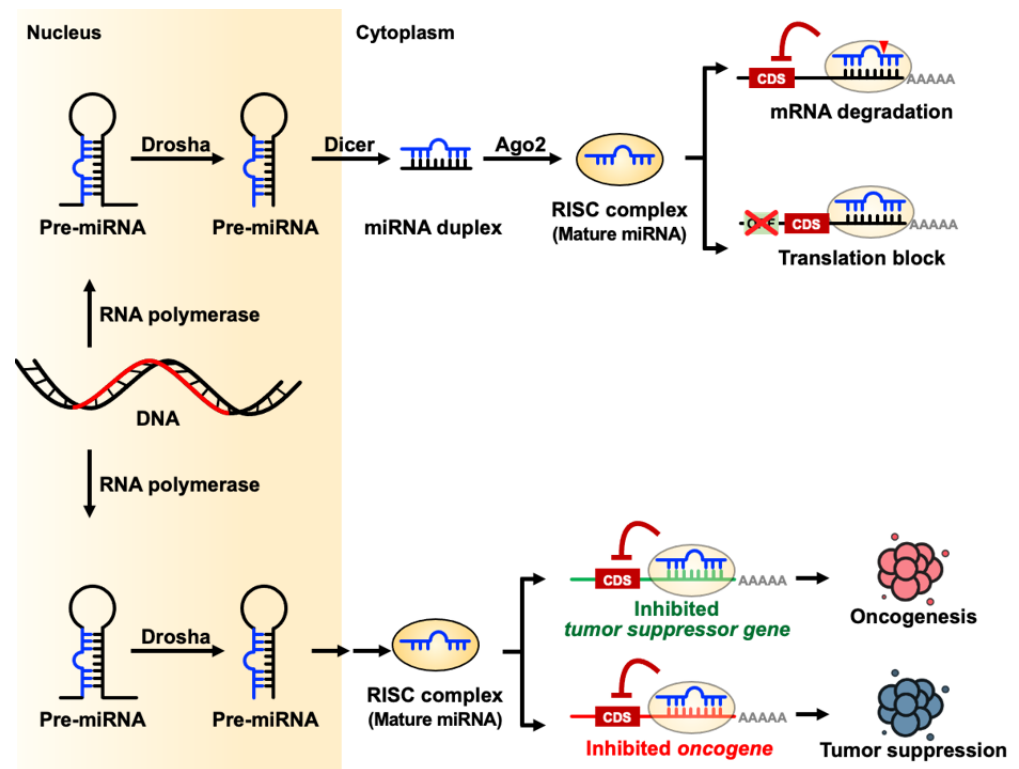 Nucleus
Cytoplasm
CDS
AAAAA
mRNA degradation
Drosha
Dicer
Ago2
Pre-miRNA
Pre-miRNA
miRNA duplex
RISC complex
(Mature miRNA)
CDS
AAAAA
Translation block
RNA polymerase
DNA
RNA polymerase
CDS
AAAAA
Inhibited
tumor suppressor gene
Oncogenesis
Drosha
Pre-miRNA
Pre-miRNA
RISC complex
(Mature miRNA)
CDS
AAAAA
Inhibited oncogene
Tumor suppression